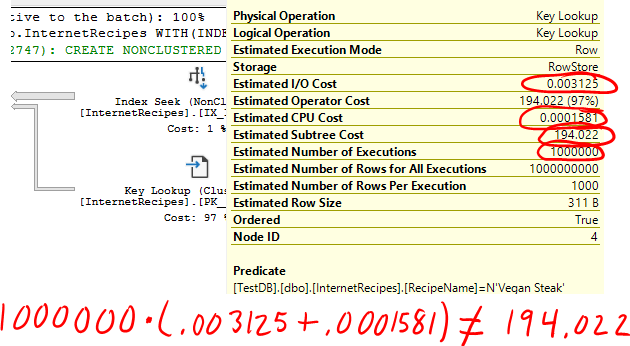 tive to the batch): 100%
o.InternetRecipes WITH(INDE
2747): CREATE NONCLUSTERED
Index Seek (NonCl
[InternetRecipes].[IX_
Cost: 1 %
Key Lookup (Clus
[InternetRecipes].[PK_
Cost: 97 %
Physical Operation Key Lookup
Logical Operation Key Lookup
Estimated Execution Mode Row
Storage RowStore
Estimated I/O Cost 0.003125
Estimated Operator Cost 194.022 (97%)
Estimated CPU Cost 0.0001581
Estimated Subtree Cost 194.022
Estimated Number of Executions 1000000
Estimated Number of Rows for All Executions 1000000000
Estimated Number of Rows Per Execution 1000
Estimated Row Size 311 B
Ordered True
Node ID 4
Predicate
[TestDB].[dbo].[InternetRecipes].[RecipeName]=N'Vegan Steak'
1000000·(.003125+.0001581)≠ 194.022